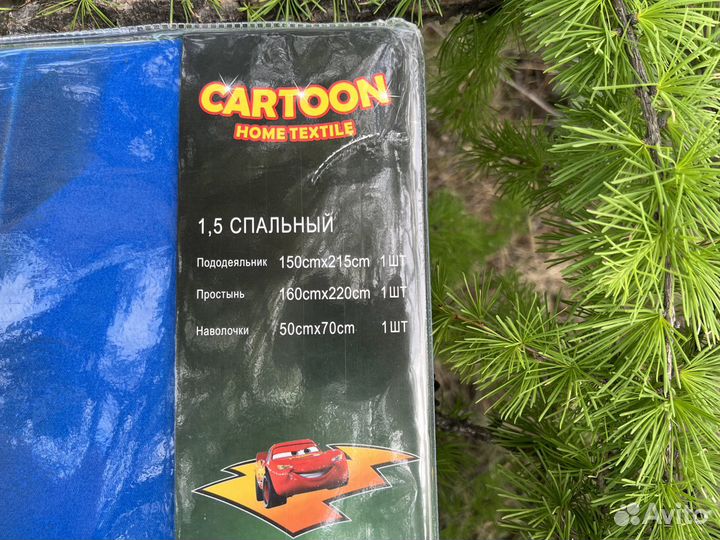 CARTOON
HOME TEXTILE
1,5 СПАЛЬНЫЙ
Пододеяльник 150cmx215cm 1ШТ
Простынь 160cmx220cm 1ШТ
Наволочки 50cmx70cm 1ШТ
Avito